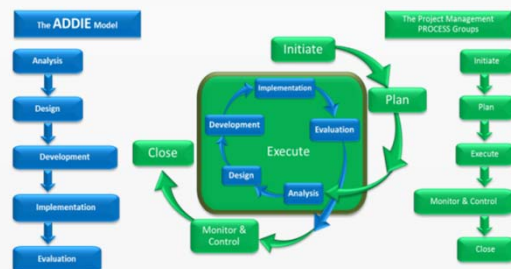 The ADDIE Model
Analysis
Design
Development
Implementation
Evaluation
Initiate
Plan
Execute
Implementation
Evaluation
Development
Design
Analysis
Close
Monitor &
Control
The Project Management
PROCESS Groups
Initiate
Plan
Execute
Monitor & Control
Close